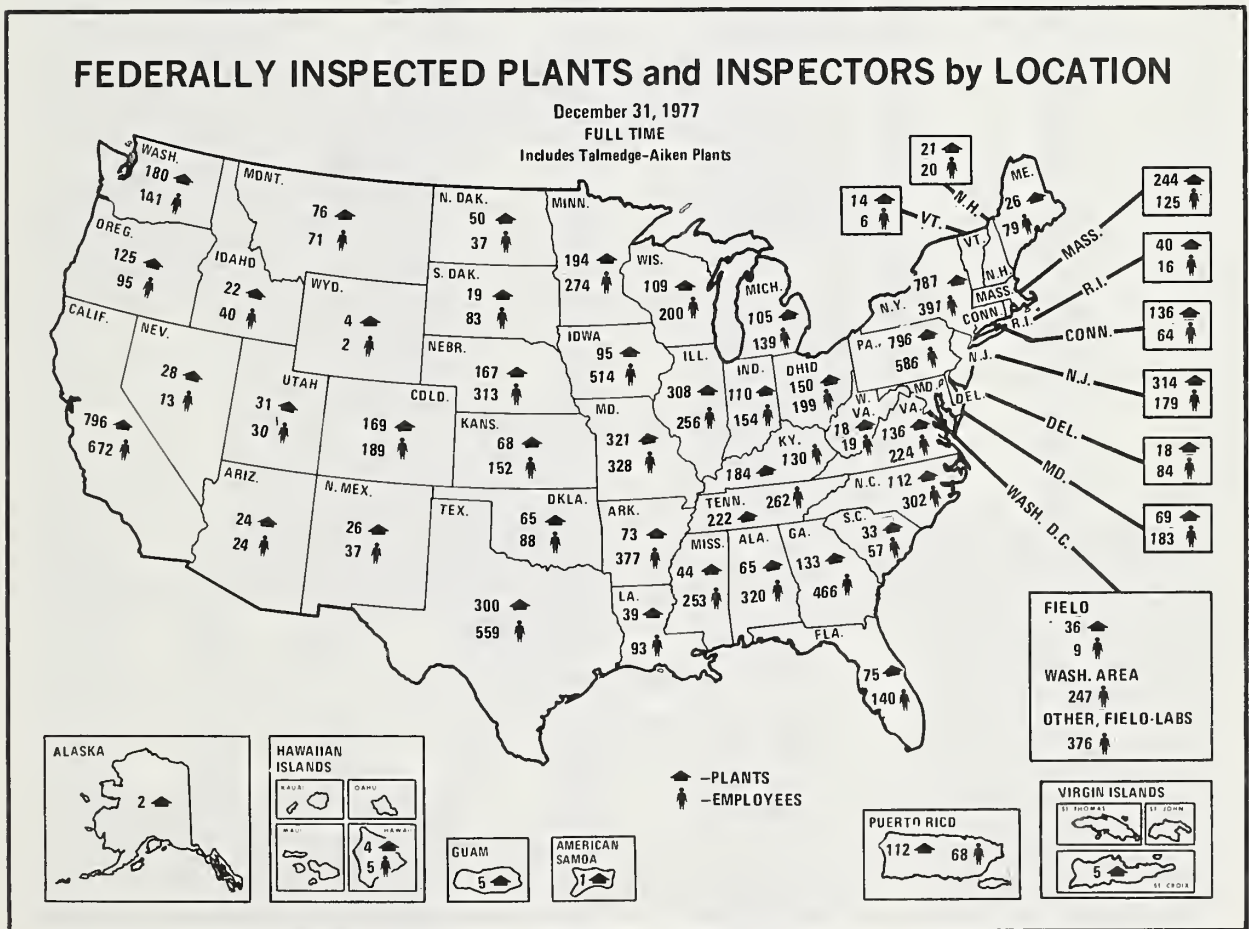 FEDERALLY INSPECTED PLANTS and INSPECTORS by LOCATION
December 31, 1977
FULL TIME
Includes Talmedge-Aiken Plants
WASH.
180
141
OREG.
125
95
CALIF.
796
672
NEV.
28
13
IDAHO
22
40
MONT.
76
71
WYO.
4
2
UTAH
31
30
COLO.
169
189
ARIZ.
24
24
N. MEX.
26
37
N. DAK.
50
37
S. DAK.
19
83
NEBR.
167
313
KANS.
68
152
OKLA.
65
88
TEX.
300
559
MINN.
194
274
IOWA
95
514
MO.
321
328
ARK.
73
377
LA.
39
93
WIS.
109
200
ILL.
308
256
MICH.
105
139
IND.
110
154
OHIO
150
199
KY.
184
130
TENN.
222
262
MISS.
44
253
ALA.
65
320
GA.
133
466
FLA.
75
140
S.C.
33
57
N.C. 112
302
VA.
136
224
W. VA.
18
19
PA. 796
586
N.Y.
787
397
ME.
26
79
VT.
N.H.
MASS.
CONN.
R.I.
N.J.
MD.
DEL.
21
20
N.H.
14
6
VT.
244
125
MASS.
40
16
R.I.
136
64
CONN.
314
179
N.J.
18
84
DEL.
69
183
MD.
WASH. D.C.
FIELD
36
9
WASH. AREA
247
OTHER, FIELD-LABS
376
–PLANTS
–EMPLOYEES
ALASKA
2
HAWAIIAN
ISLANDS
KAUAI
OAHU
MAUI
HAWAII
4
5
GUAM
5
AMERICAN
SAMOA
1
PUERTO RICO
112
68
VIRGIN ISLANDS
ST THOMAS
ST JOHN
5
ST CROIX